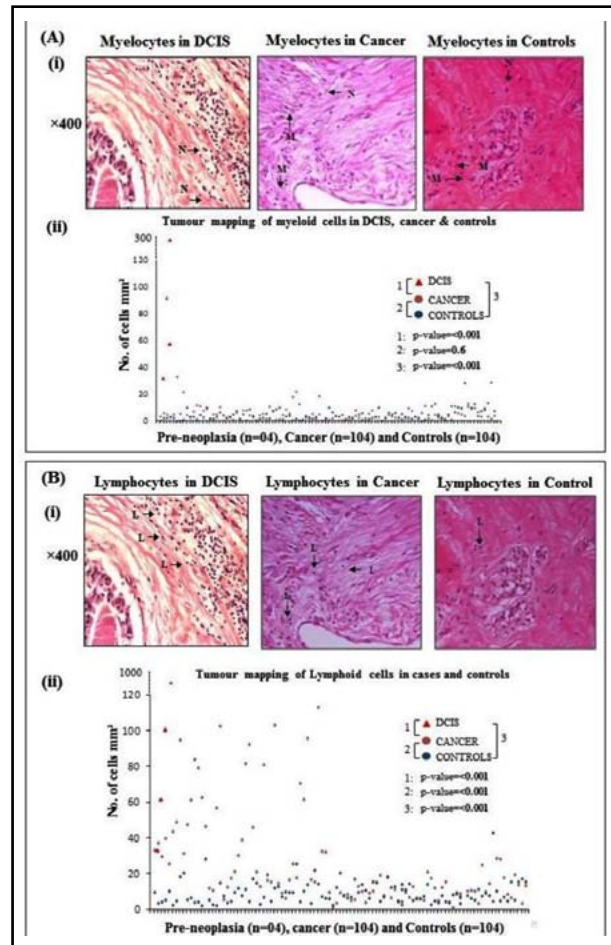 (A)
Myelocytes in DCIS Myelocytes in Cancer Myelocytes in Controls
(i)
×400
N
N
N
M
M
N
M
M
(ii)
Tumour mapping of myeloid cells in DCIS, cancer & controls
No. of cells mm²
300
110
80
60
40
20
0
1 DCIS
2 CANCER 3
CONTROLS
1: p-value=<0.001
2: p-value=0.6
3: p-value=<0.001
Pre-neoplasia (n=04), Cancer (n=104) and Controls (n=104)
(B)
Lymphocytes in DCIS Lymphocytes in Cancer Lymphocytes in Control
(i)
×400
L
L
L
L
L
L
L
(ii)
Tumour mapping of Lymphoid cells in cases and controls
No. of cells mm²
1000
120
100
80
60
40
20
0
1 DCIS
2 CANCER 3
CONTROLS
1: p-value=<0.001
2: p-value=<0.001
3: p-value=<0.001
Pre-neoplasia (n=04), cancer (n=104) and Controls (n=104)